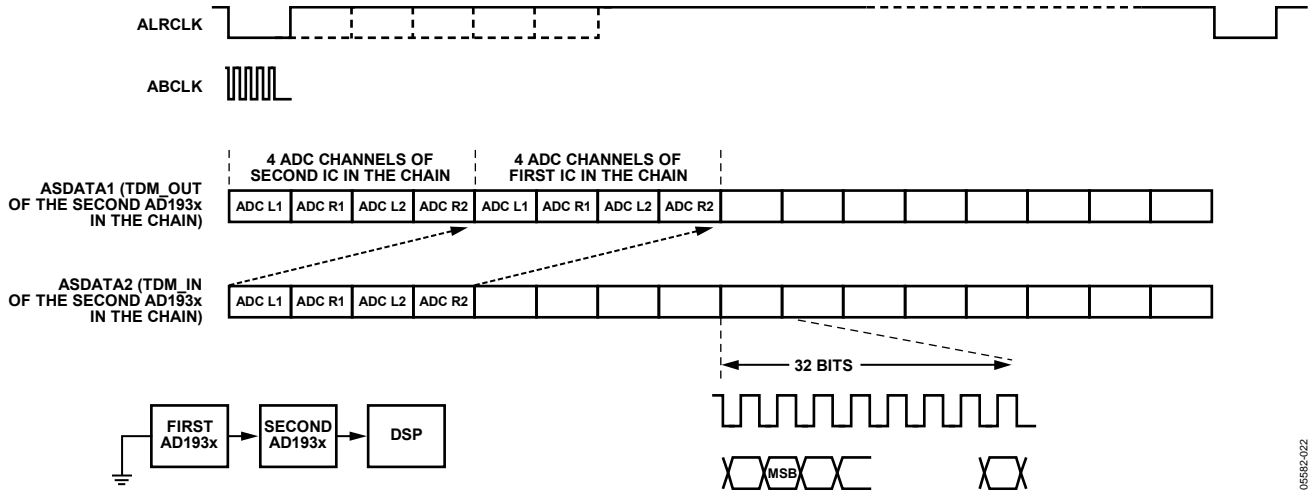 ALRCLK
ABCLK
4 ADC CHANNELS OF
SECOND IC IN THE CHAIN
4 ADC CHANNELS OF
FIRST IC IN THE CHAIN
ASDATA1 (TDM_OUT
OF THE SECOND AD193x
IN THE CHAIN)
ADC L1 ADC R1 ADC L2 ADC R2 ADC L1 ADC R1 ADC L2 ADC R2
ASDATA2 (TDM_IN
OF THE SECOND AD193x
IN THE CHAIN)
ADC L1 ADC R1 ADC L2 ADC R2
32 BITS
FIRST
AD193x
SECOND
AD193x
DSP
MSB
05582-022